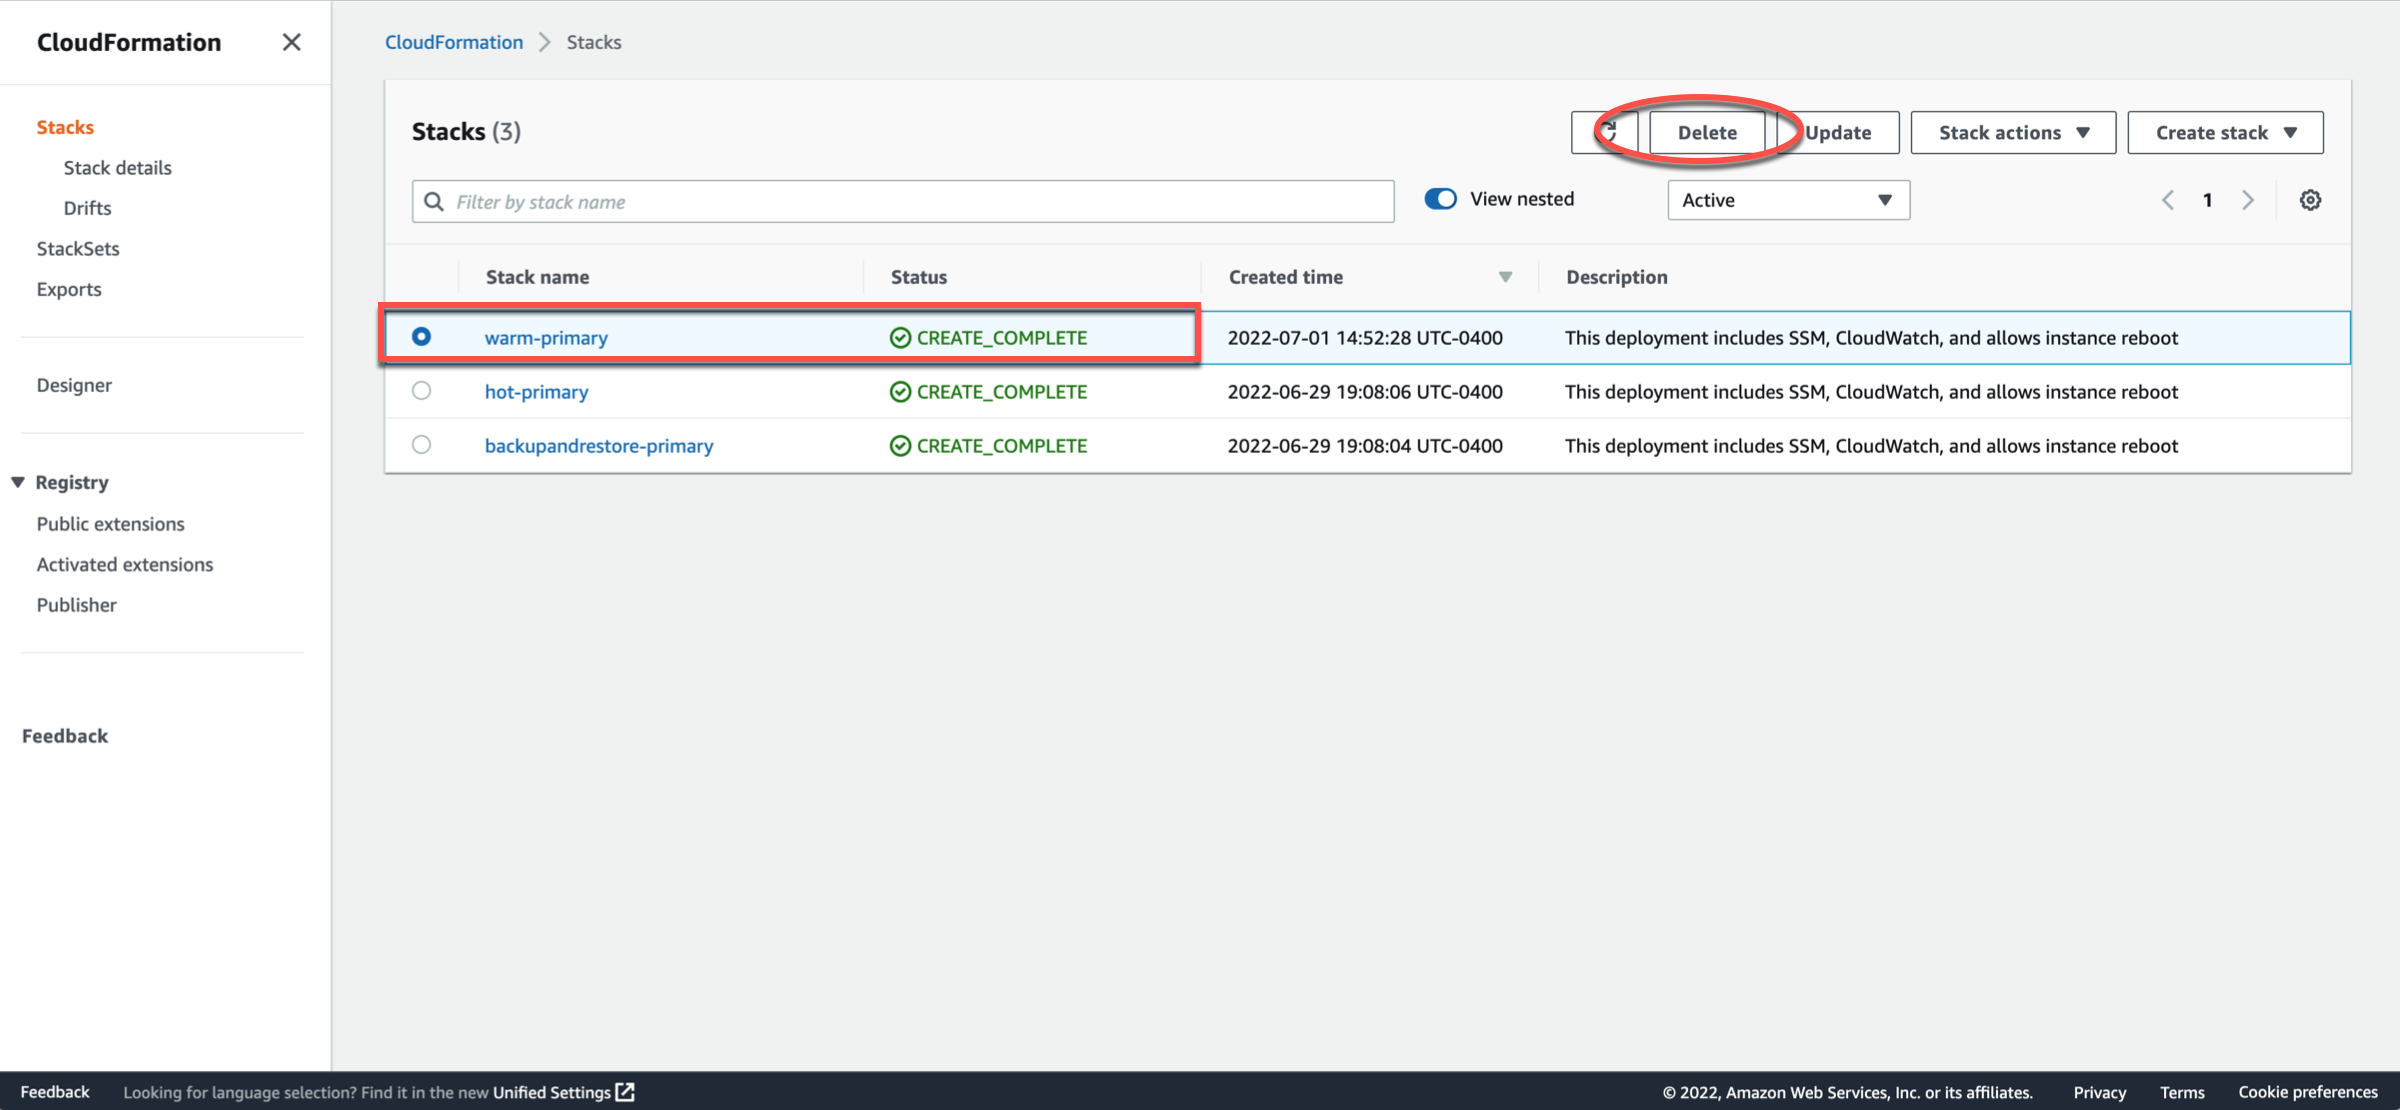 CloudFormation
Stacks
Stack details
Drifts
StackSets
Exports
Designer
Registry
Public extensions
Activated extensions
Publisher
Feedback
CloudFormation Stacks
Stacks (3)
Delete Update Stack actions Create stack
Filter by stack name View nested Active 1
Stack name Status Created time Description
warm-primary CREATE_COMPLETE 2022-07-01 14:52:28 UTC-0400 This deployment includes SSM, CloudWatch, and allows instance reboot
hot-primary CREATE_COMPLETE 2022-06-29 19:08:06 UTC-0400 This deployment includes SSM, CloudWatch, and allows instance reboot
backupandrestore-primary CREATE_COMPLETE 2022-06-29 19:08:04 UTC-0400 This deployment includes SSM, CloudWatch, and allows instance reboot
Feedback Looking for language selection? Find it in the new Unified Settings © 2022, Amazon Web Services, Inc. or its affiliates. Privacy Terms Cookie preferences